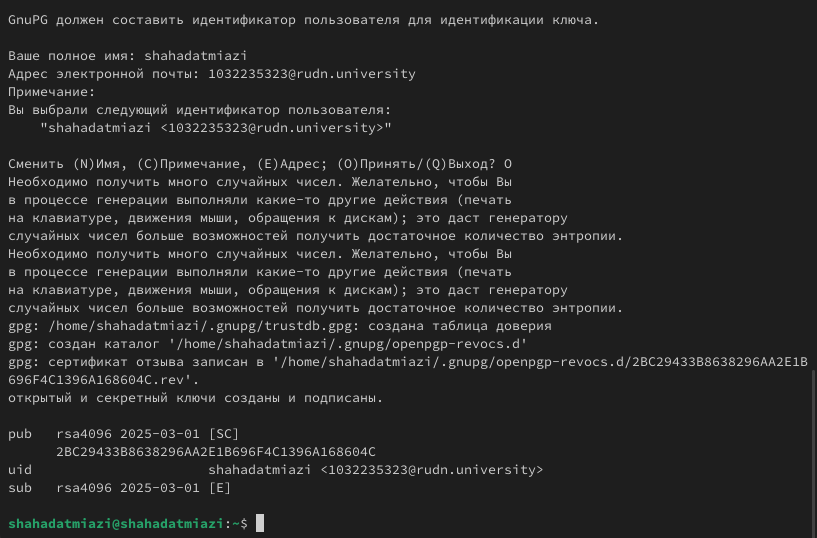 GnuPG должен составить идентификатор пользователя для идентификации ключа.
Ваше полное имя: shahadatmiazi
Адрес электронной почты: 1032235323@rudn.university
Примечание:
Вы выбрали следующий идентификатор пользователя:
"shahadatmiazi <1032235323@rudn.university>"
Сменить (N)Имя, (C)Примечание, (E)Адрес; (O)Принять/(Q)Выход? O
Необходимо получить много случайных чисел. Желательно, чтобы Вы
в процессе генерации выполняли какие-то другие действия (печать
на клавиатуре, движения мыши, обращения к дискам); это даст генератору
случайных чисел больше возможностей получить достаточное количество энтропии.
Необходимо получить много случайных чисел. Желательно, чтобы Вы
в процессе генерации выполняли какие-то другие действия (печать
на клавиатуре, движения мыши, обращения к дискам); это даст генератору
случайных чисел больше возможностей получить достаточное количество энтропии.
gpg: /home/shahadatmiazi/.gnupg/trustdb.gpg: создана таблица доверия
gpg: создан каталог '/home/shahadatmiazi/.gnupg/openpgp-revocs.d'
gpg: сертификат отзыва записан в '/home/shahadatmiazi/.gnupg/openpgp-revocs.d/2BC29433B8638296AA2E1B
696F4C1396A168604C.rev'.
открытый и секретный ключи созданы и подписаны.
pub   rsa4096 2025-03-01 [SC]
2BC29433B8638296AA2E1B696F4C1396A168604C
uid                      shahadatmiazi <1032235323@rudn.university>
sub   rsa4096 2025-03-01 [E]
shahadatmiazi@shahadatmiazi:~$